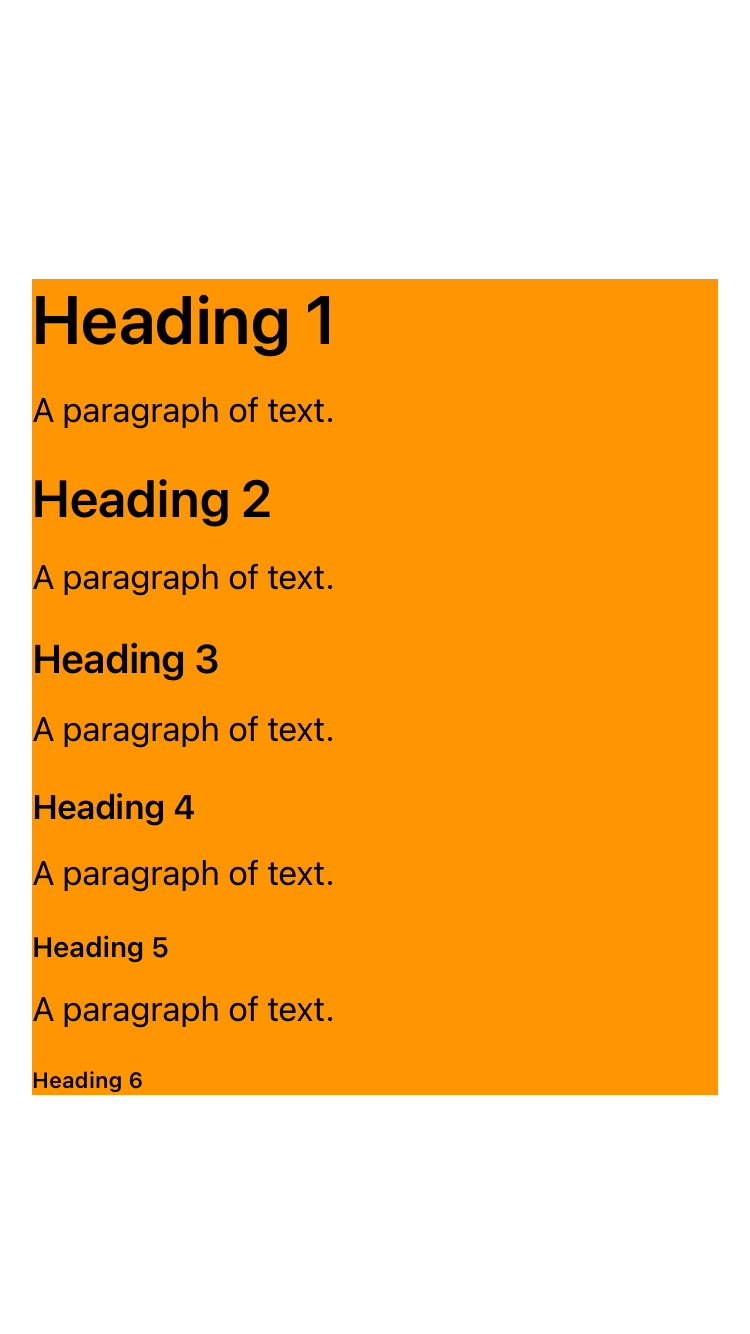 Heading 1
A paragraph of text.
Heading 2
A paragraph of text.
Heading 3
A paragraph of text.
Heading 4
A paragraph of text.
Heading 5
A paragraph of text.
Heading 6